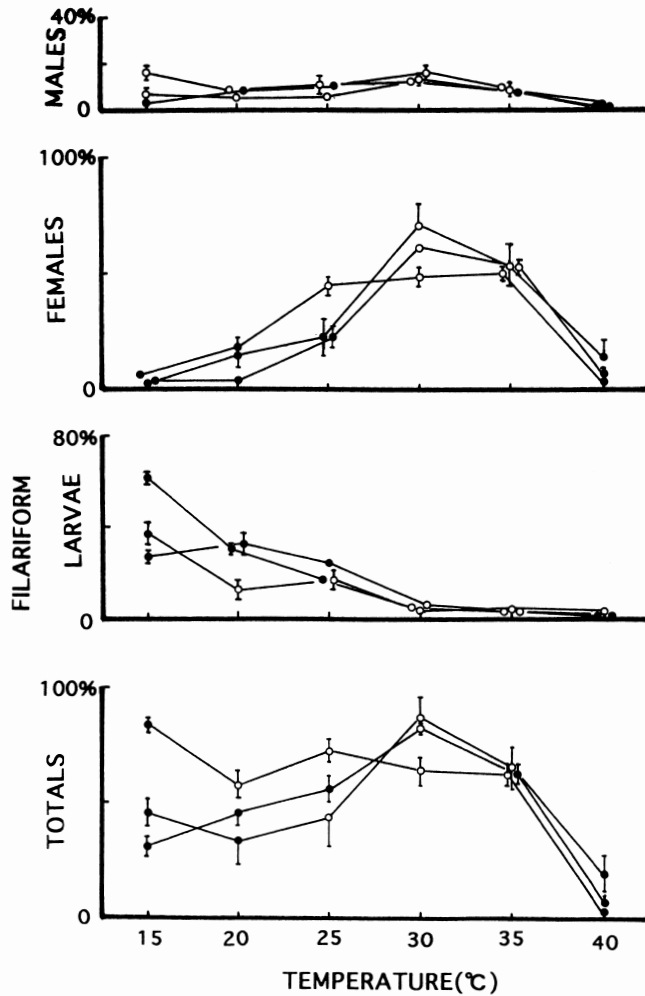 40%
MALES
0
100%
FEMALES
0
80%
FILARIFORM
LARVAE
0
100%
TOTALS
0
15 20 25 30 35 40
TEMPERATURE(°C)